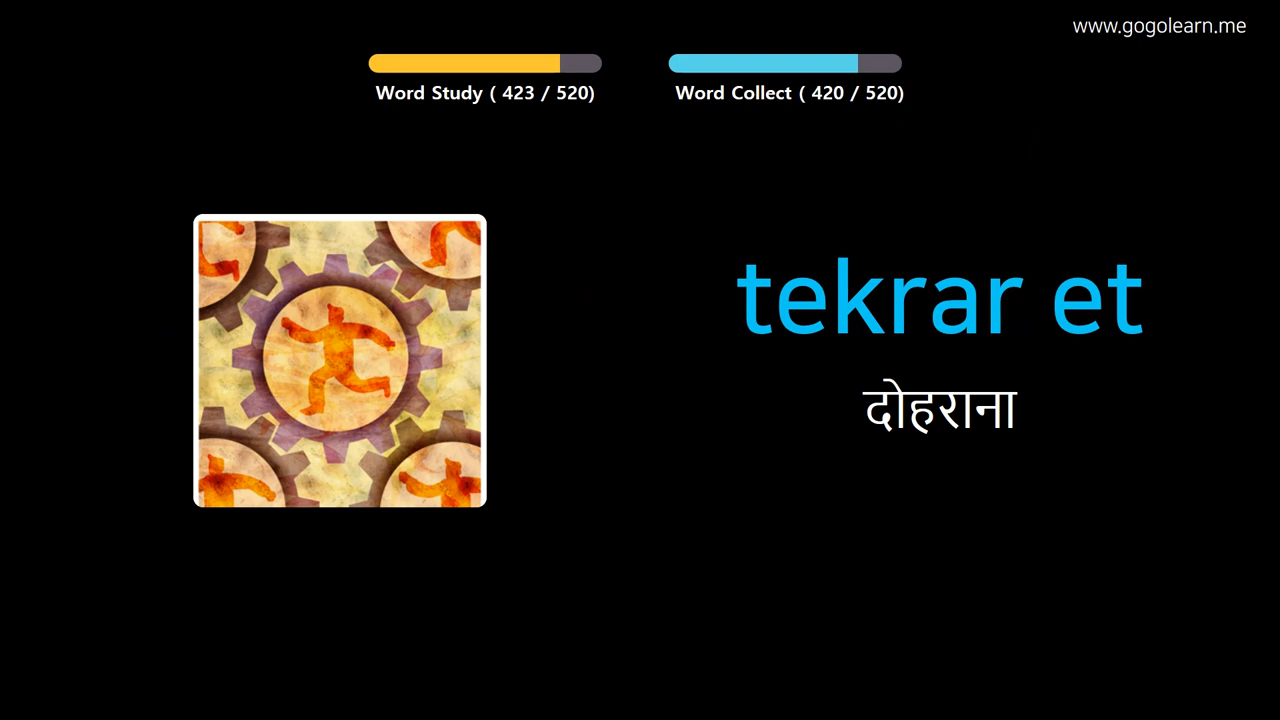 www.gogolearn.me
Word Study ( 423 / 520)
Word Collect ( 420 / 520)
tekrar et
दोहराना